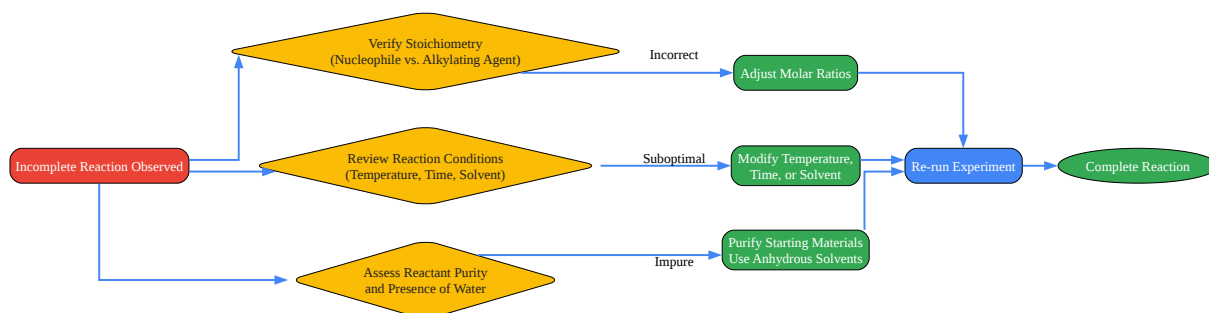 Verify Stoichiometry
(Nucleophile vs. Alkylating Agent)
Incorrect
Adjust Molar Ratios
Incomplete Reaction Observed
Review Reaction Conditions
(Temperature, Time, Solvent)
Suboptimal
Modify Temperature,
Time, or Solvent
Re-run Experiment
Complete Reaction
Assess Reactant Purity
and Presence of Water
Impure
Purify Starting Materials
Use Anhydrous Solvents